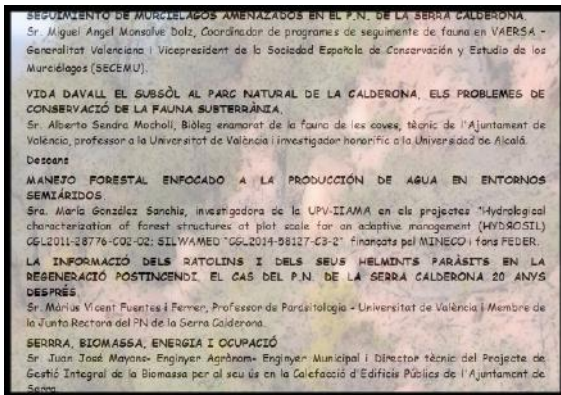 SEGUIMIENTO DE MURCIELAGOS AMENAZADOS EN EL P.N. DE LA SERRA CALDERONA.
Sr. Miguel Angel Monsalve Dolz, Coordinador de programes de seguimente de fauna en VAERSA -
Generalitat Valenciana i Vicepresident de la Sociedad Española de Conservación y Estudio de los
Murciélagos (SECEMU).
VIDA DAVALL EL SUBSÒL AL PARC NATURAL DE LA CALDERONA, ELS PROBLEMES DE
CONSERVACIÓ DE LA FAUNA SUBTERRÀNIA.
Sr. Alberto Sendra Mocholí, Biòleg enamorat de la fauna de les coves, tècnic de l'Ajuntament de
València, professor a la Universitat de València i investigador honorífic a la Universidad de Alcalá.
Descans
MANEJO FORESTAL ENFOCADO A LA PRODUCCIÓN DE AGUA EN ENTORNOS
SEMIÁRIDOS.
Sra. María González Sanchis, investigadora de la UPV-IIAMA en els projectes "Hydrological
characterization of forest structures at plot scale for an adaptive management (HYDROSIL)
CGL2011-28776-C02-02; SILWAMED "CGL2014-58127-C3-2" finançats pel MINECO i fons FEDER.
LA INFORMACIÓ DELS RATOLINS I DELS SEUS HELMINTS PARÀSITS EN LA
REGENERACIÓ POSTINCENDI. EL CAS DEL P.N. DE LA SERRA CALDERONA 20 ANYS
DESPRÉS
Sr. Màrius Vicent Fuentes i Ferrer, Professor de Parasitologia - Universitat de València i Membre de
la Junta Rectora del PN de la Serra Calderona.
SERRRA, BIOMASSA, ENERGIA I OCUPACIÓ
Sr. Juan José Mayans- Enginyer Agrònom- Enginyer Municipal i Director tècnic del Projecte de
Gestió Integral de la Biomassa per al seu ús en la Calefacció d'Edificis Públics de l'Ajuntament de
Serra